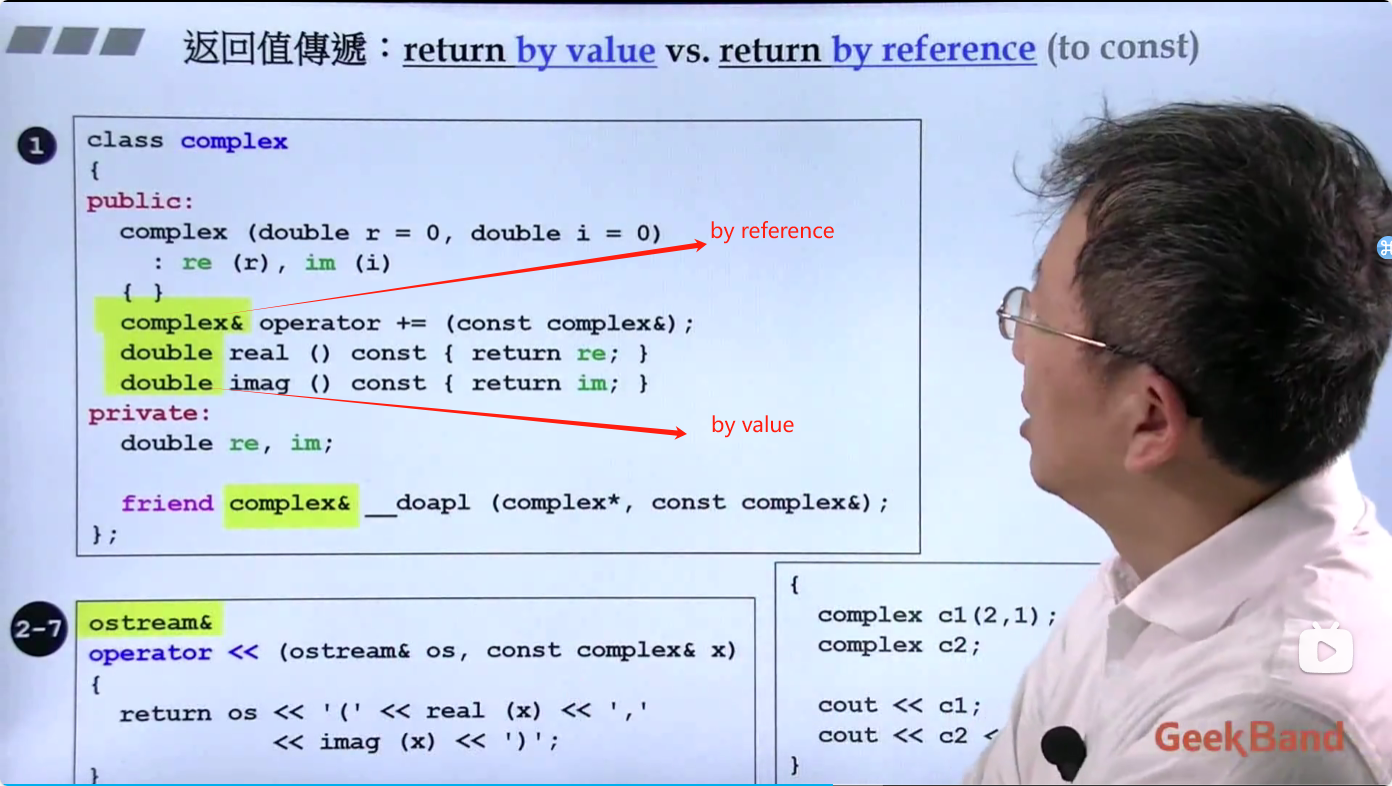 返回值傳遞：return by value vs. return by reference (to const)
1
class complex
{
public:
complex (double r = 0, double i = 0)
: re (r), im (i)
{ }
complex& operator += (const complex&);
double real () const { return re; }
double imag () const { return im; }
private:
double re, im;
friend complex& __doapl (complex*, const complex&);
};
by reference
by value
2-7
ostream&
operator << (ostream& os, const complex& x)
{
return os << '(' << real (x) << ','
<< imag (x) << ')';
}
{
complex c1(2,1);
complex c2;
cout << c1;
cout << c2 <
}
GeekBand